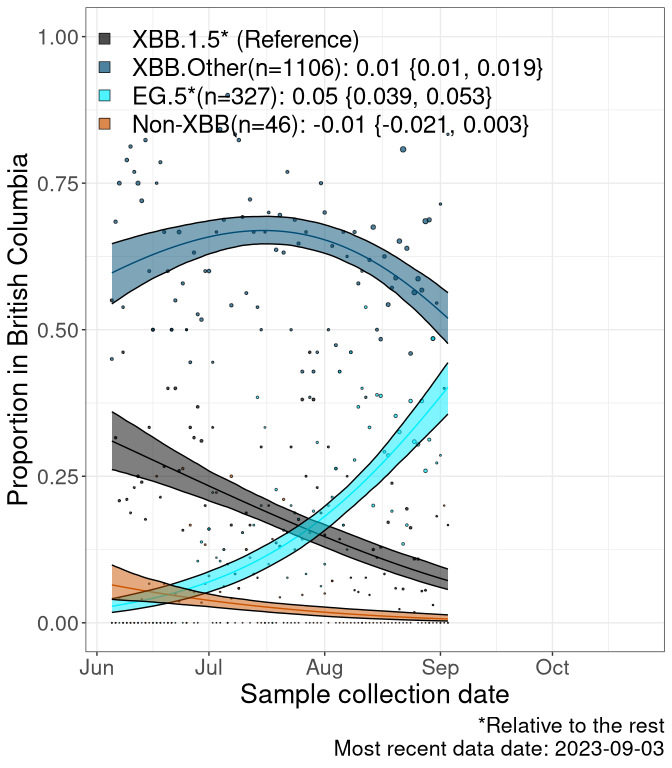 1.00
XBB.1.5* (Reference)
XBB.Other(n=1106): 0.01 {0.01, 0.019}
EG.5*(n=327): 0.05 {0.039, 0.053}
Non-XBB(n=46): -0.01 {-0.021, 0.003}
0.75
0.50
0.25
0.00
Proportion in British Columbia
Jun Jul Aug Sep Oct
Sample collection date
*Relative to the rest
Most recent data date: 2023-09-03